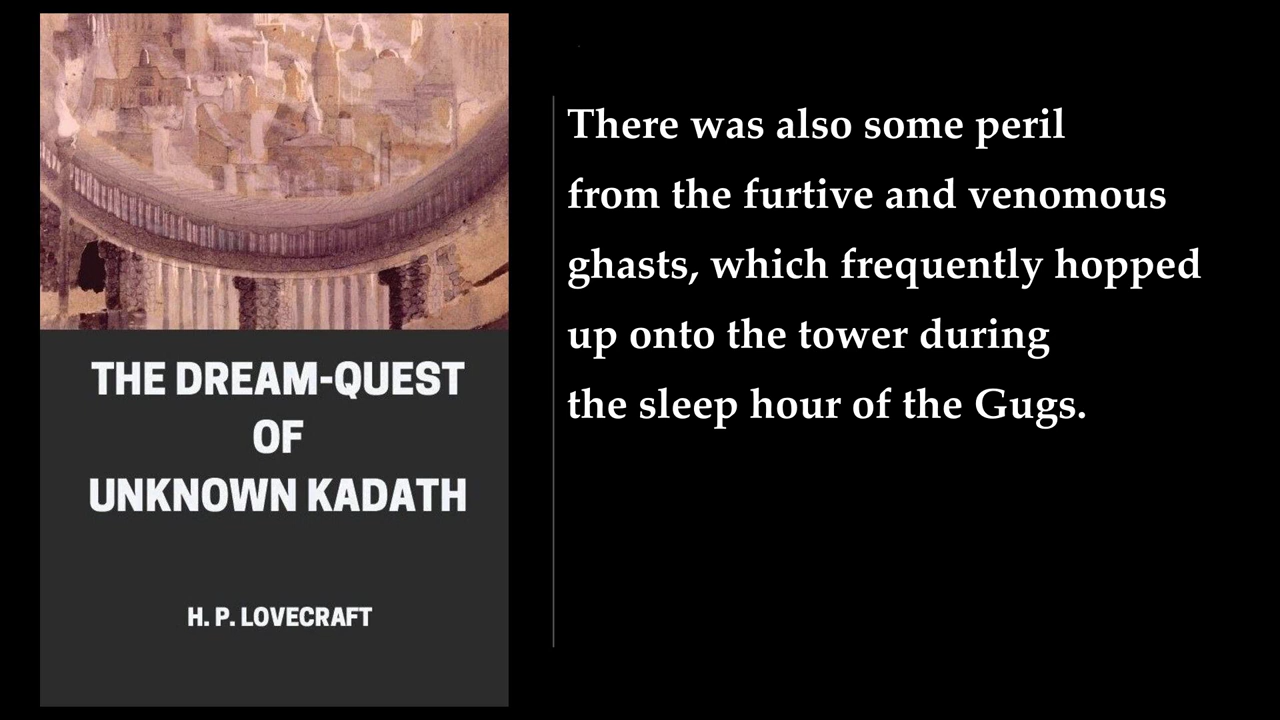 THE DREAM-QUEST
OF
UNKNOWN KADATH
H. P. LOVECRAFT
There was also some peril
from the furtive and venomous
ghasts, which frequently hopped
up onto the tower during
the sleep hour of the Gugs.